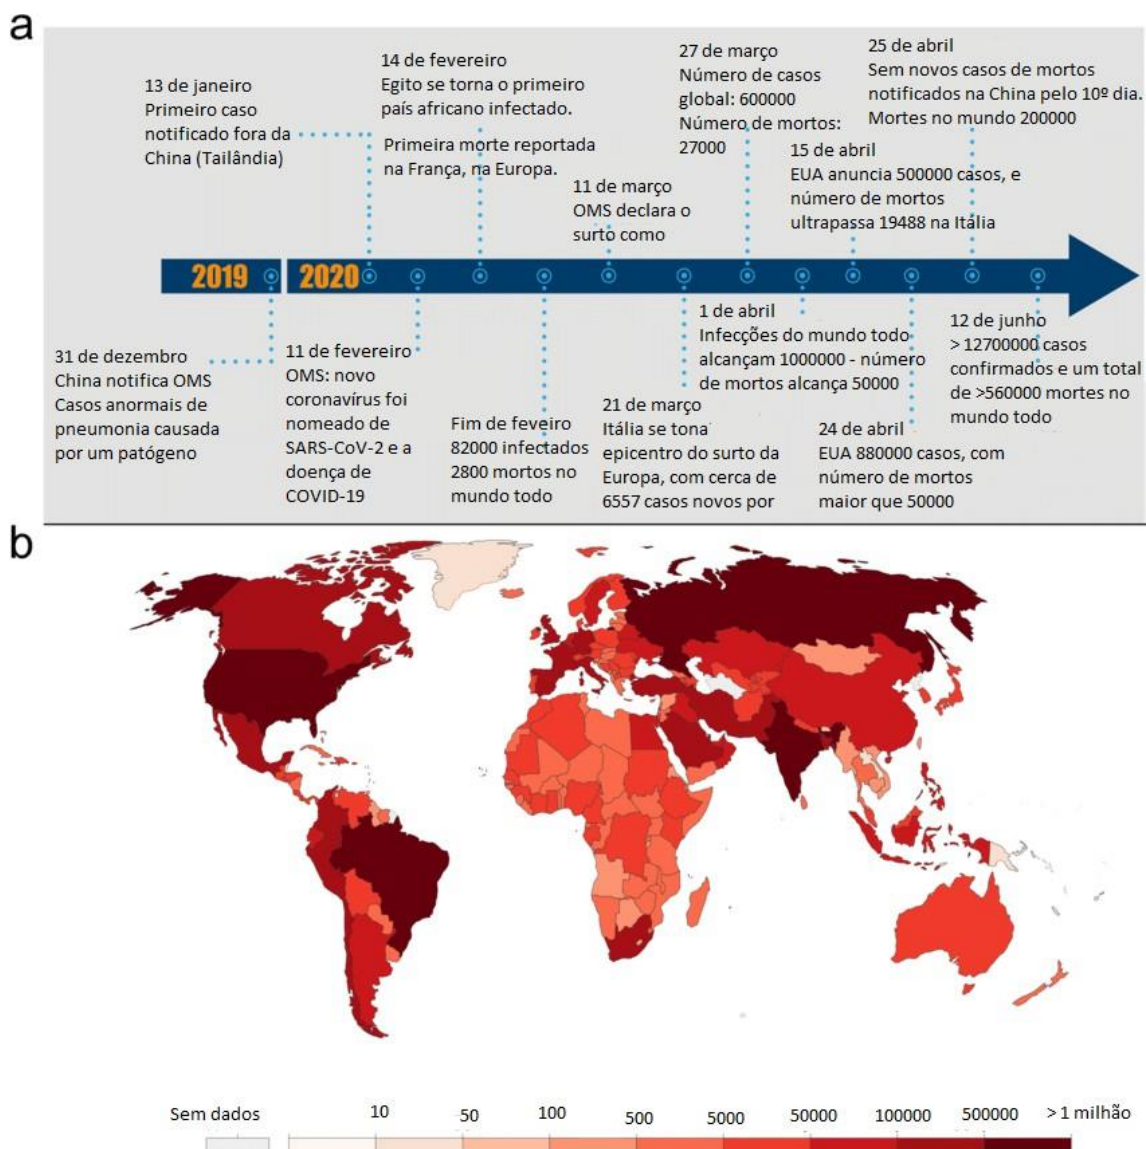 a
13 de janeiro
Primeiro caso
notificado fora da
China (Tailândia)
14 de fevereiro
Egito se torna o primeiro
país africano infectado.
Primeira morte reportada
na França, na Europa.
11 de março
OMS declara o
surto como
27 de março
Número de casos
global: 600000
Número de mortos:
27000
15 de abril
EUA anuncia 500000 casos, e
número de mortos
ultrapassa 19488 na Itália
25 de abril
Sem novos casos de mortos
notificados na China pelo 10º dia.
Mortes no mundo 200000
2019
2020
31 de dezembro
China notifica OMS
Casos anormais de
pneumonia causada
por um patógeno
11 de fevereiro
OMS: novo
coronavírus foi
nomeado de
SARS-CoV-2 e a
doença de
COVID-19
Fim de feveiro
82000 infectados
2800 mortos no
mundo todo
21 de março
Itália se tona
epicentro do surto da
Europa, com cerca de
6557 casos novos por
1 de abril
Infecções do mundo todo
alcançam 1000000 - número
de mortos alcança 50000
24 de abril
EUA 880000 casos, com
número de mortos
maior que 50000
12 de junho
> 12700000 casos
confirmados e um total
de >560000 mortes no
mundo todo
b
Sem dados 10 50 100 500 5000 50000 100000 500000 > 1 milhão